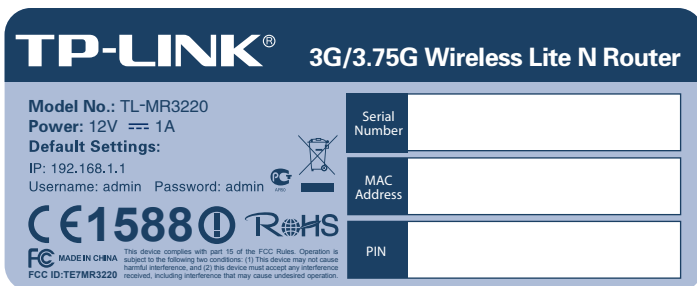 TP-LINK®
3G/3.75G Wireless Lite N Router
Model No.: TL-MR3220
Power: 12V ⎓ 1A
Default Settings:
IP: 192.168.1.1
Username: admin Password: admin
CE1588
RoHS
FC MADE IN CHINA
FCC ID:TE7MR3220
This device complies with part 15 of the FCC Rules. Operation is
subject to the following two conditions: (1) This device may not cause
harmful interference, and (2) this device must accept any interference
received, including interference that may cause undesired operation.
Serial
Number
MAC
Address
PIN